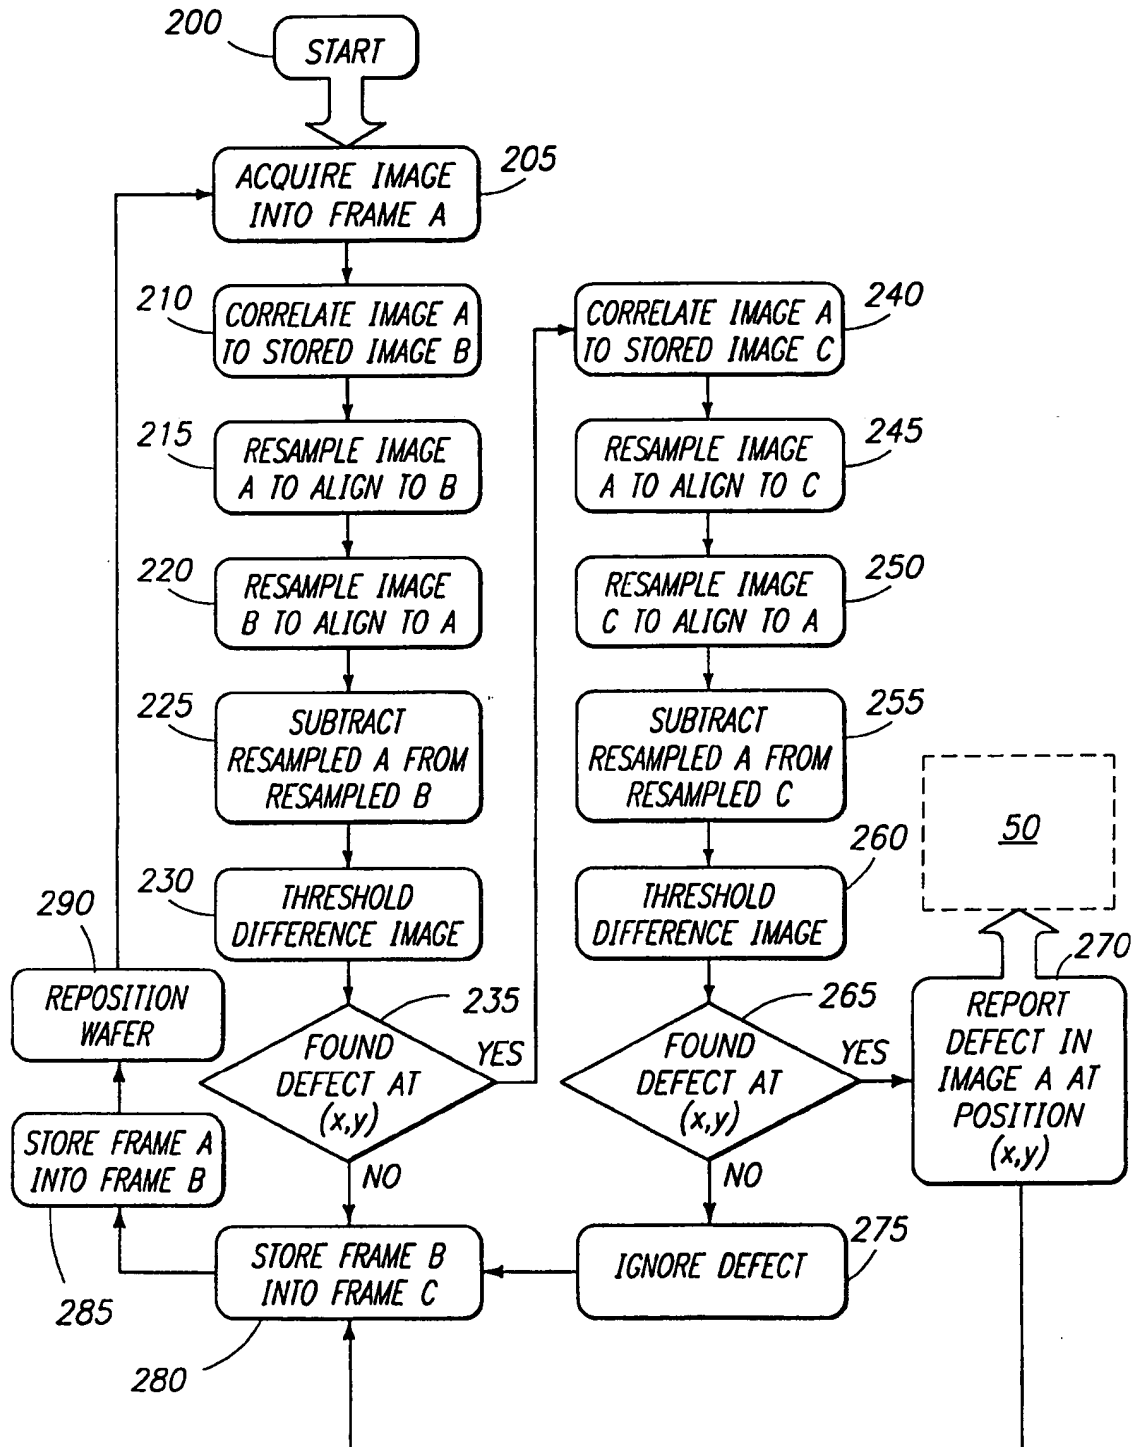 200
START
ACQUIRE IMAGE
INTO FRAME A
205
210
CORRELATE IMAGE A
TO STORED IMAGE B
215
RESAMPLE IMAGE
A TO ALIGN TO B
220
RESAMPLE IMAGE
B TO ALIGN TO A
225
SUBTRACT
RESAMPLED A FROM
RESAMPLED B
230
THRESHOLD
DIFFERENCE IMAGE
235
FOUND
DEFECT AT
(x,y)
YES
NO
240
CORRELATE IMAGE A
TO STORED IMAGE C
245
RESAMPLE IMAGE
A TO ALIGN TO C
250
RESAMPLE IMAGE
C TO ALIGN TO A
255
SUBTRACT
RESAMPLED A FROM
RESAMPLED C
260
THRESHOLD
DIFFERENCE IMAGE
265
FOUND
DEFECT AT
(x,y)
YES
NO
50
270
REPORT
DEFECT IN
IMAGE A AT
POSITION
(x,y)
275
IGNORE DEFECT
STORE FRAME B
INTO FRAME C
280
STORE FRAME A
INTO FRAME B
285
290
REPOSITION
WAFER